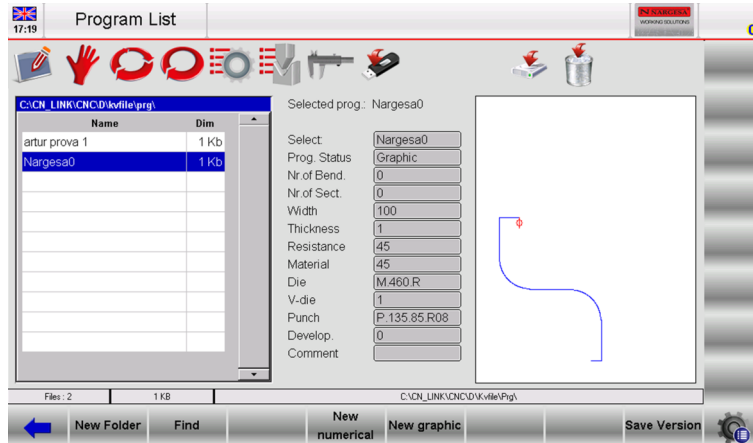 17:19
Program List
N NARGESA
WORKING SOLUTIONS
C:\CN_LINK\CNC\D\kvfile\prg\
Name Dim
artur prova 1 1 Kb
Nargesa0 1 Kb
Selected prog.: Nargesa0
Select: Nargesa0
Prog. Status Graphic
Nr.of Bend. 0
Nr.of Sect. 0
Width 100
Thickness 1
Resistance 45
Material 45
Die M.460.R
V-die 1
Punch P.135.85.R08
Develop. 0
Comment
Files : 2 1 KB C:\CN_LINK\CNC\D\Kvfile\Prg\
New Folder Find New numerical New graphic Save Version